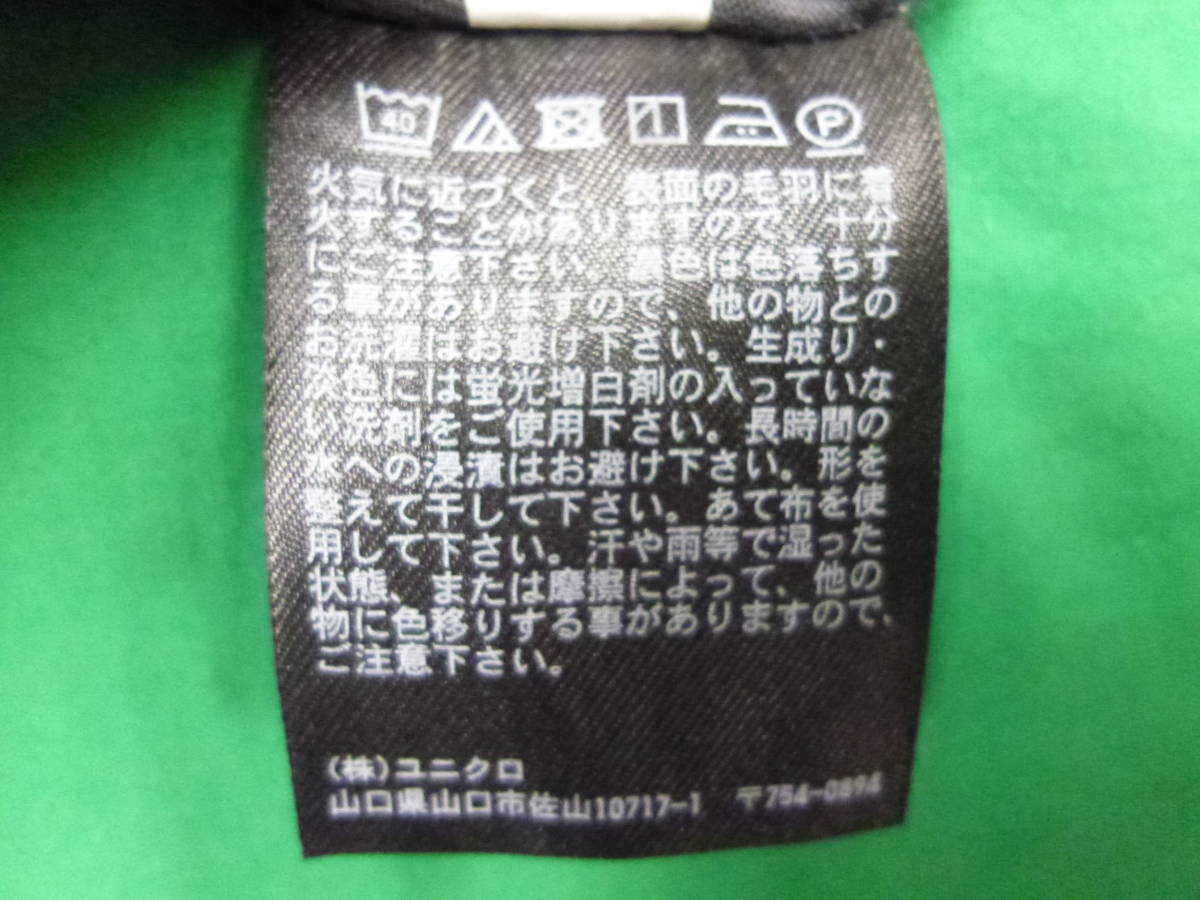 40
P
火気に近づくと、表面の毛羽に着
火することがありますので、十分
にご注意下さい。濃色は色落ちす
る事がありますので、他の物との
お洗濯はお避け下さい。生成り・
淡色には蛍光増白剤の入っていな
い洗剤をご使用下さい。長時間の
水への浸漬はお避け下さい。形を
整えて干して下さい。あて布を使
用して下さい。汗や雨等で湿った
状態、または摩擦によって、他の
物に色移りする事がありますので、
ご注意下さい。
(株)ユニクロ
山口県山口市佐山10717-1 〒754-0894